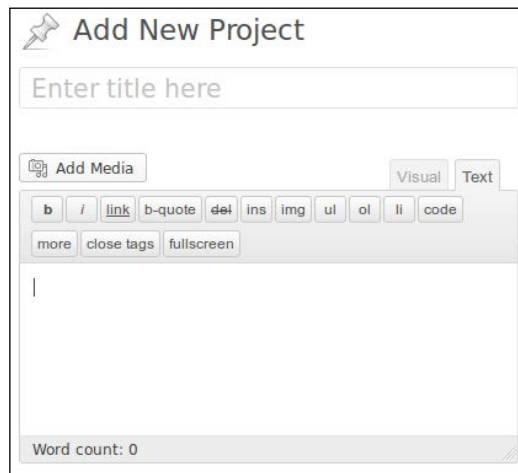 Add New Project
Enter title here
Add Media
Visual Text
b i link b-quote del ins img ul ol li code
more close tags fullscreen
Word count: 0